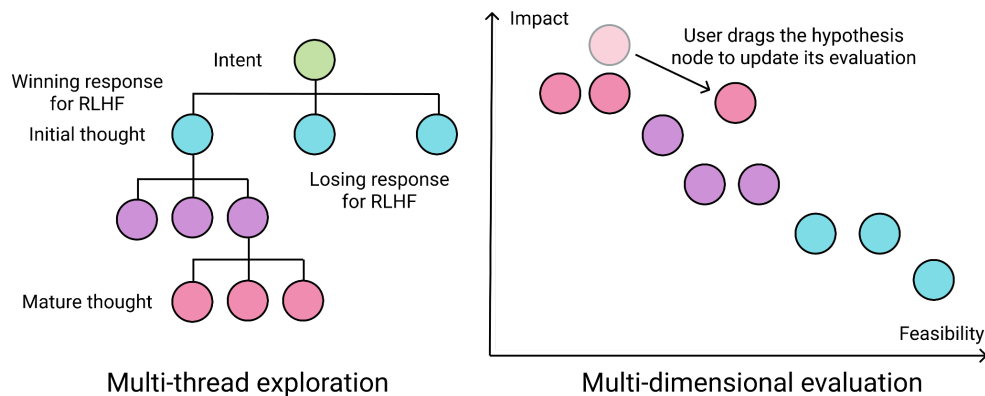 Intent
Winning response
for RLHF
Initial thought
Losing response
for RLHF
Mature thought
Multi-thread exploration
Impact
User drags the hypothesis
node to update its evaluation
Feasibility
Multi-dimensional evaluation